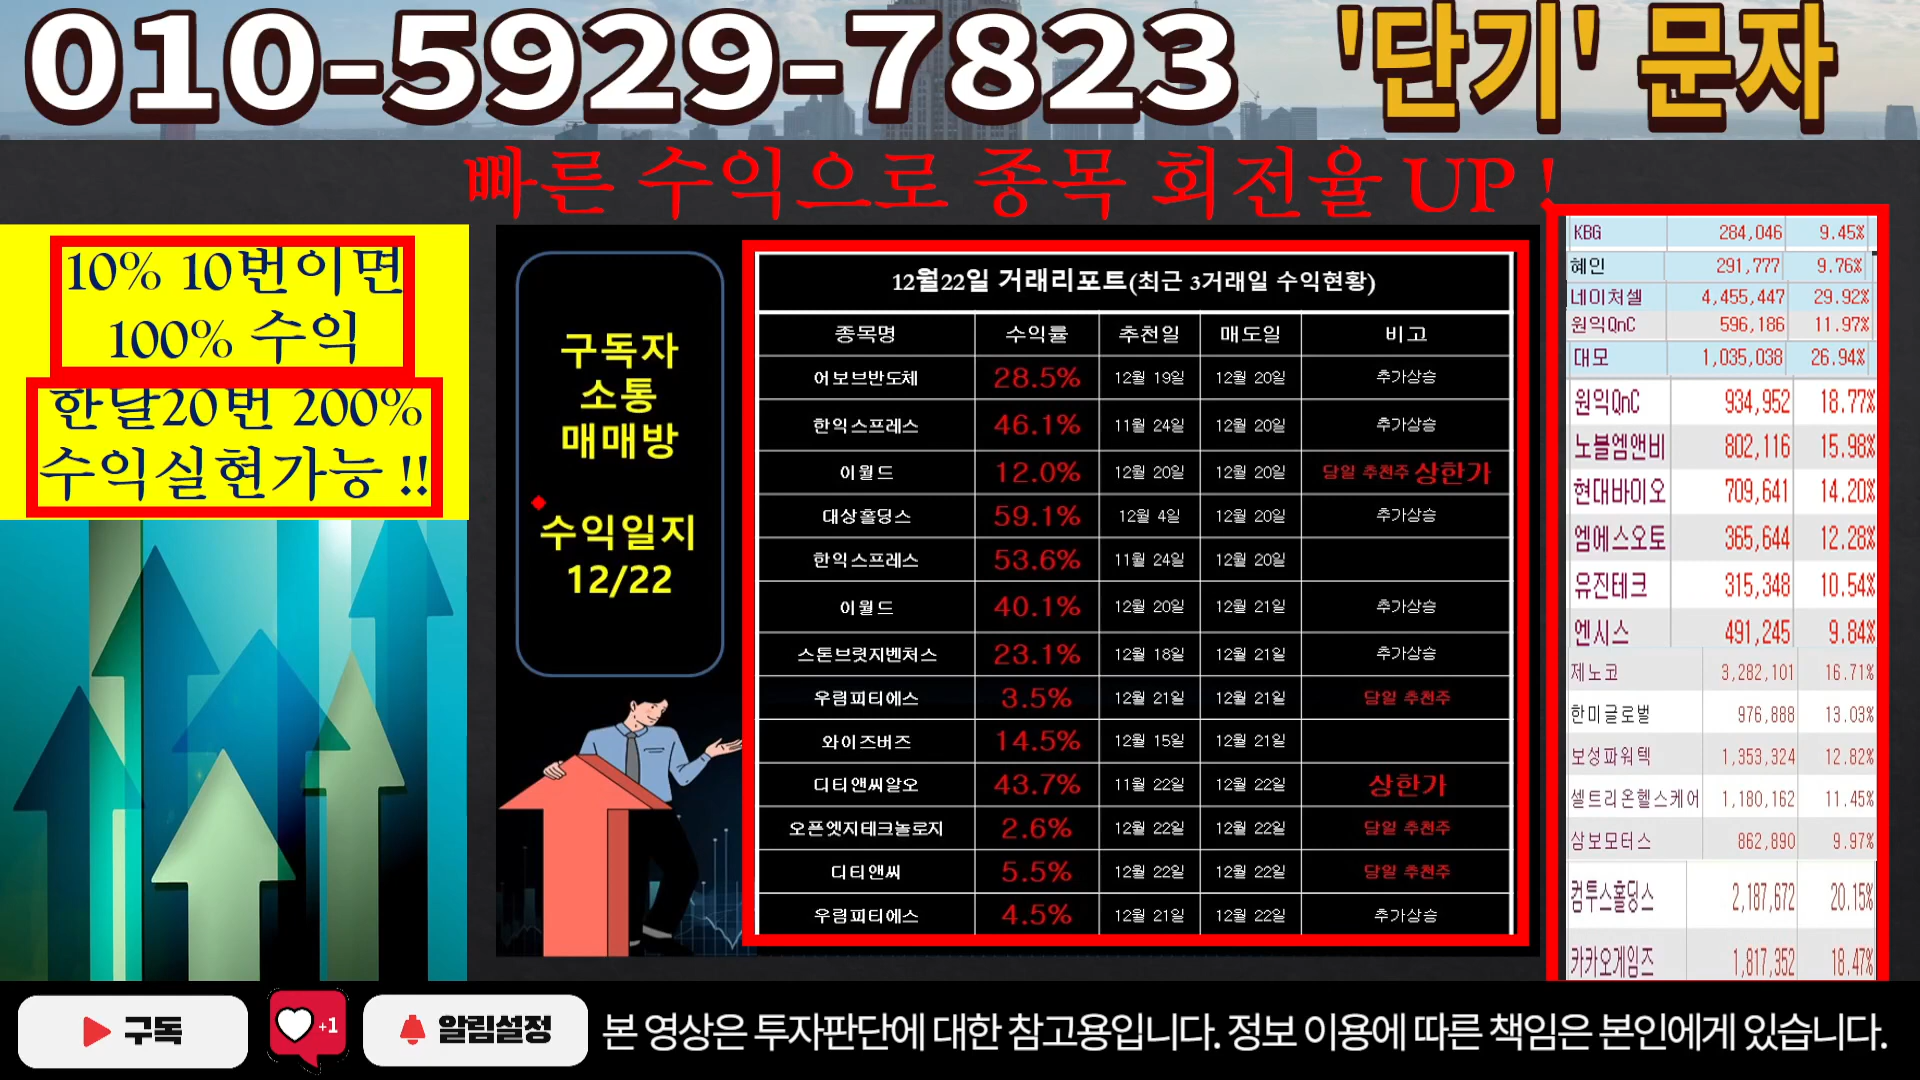 010-5929-7823 '단기' 문자
빠른 수익으로 종목 회전율 UP !
10% 10번이면
100% 수익
한달20번 200%
수익실현가능 !!
구독자
소통
매매방
수익일지
12/22
12월22일 거래리포트(최근 3거래일 수익현황)
종목명 수익률 추천일 매도일 비고
어보브반도체 28.5% 12월 19일 12월 20일 추가상승
한익스프레스 46.1% 11월 24일 12월 20일 추가상승
이월드 12.0% 12월 20일 12월 20일 당일 추천주 상한가
대상홀딩스 59.1% 12월 4일 12월 20일 추가상승
한익스프레스 53.6% 11월 24일 12월 20일
이월드 40.1% 12월 20일 12월 21일 추가상승
스톤브릿지벤처스 23.1% 12월 18일 12월 21일 추가상승
우림피티에스 3.5% 12월 21일 12월 21일 당일 추천주
와이즈버즈 14.5% 12월 15일 12월 21일
디티앤씨알오 43.7% 11월 22일 12월 22일 상한가
오픈엣지테크놀로지 2.6% 12월 22일 12월 22일 당일 추천주
디티앤씨 5.5% 12월 22일 12월 22일 당일 추천주
우림피티에스 4.5% 12월 21일 12월 22일 추가상승
KBG 284,046 9.45%
혜인 291,777 9.76%
네이처셀 4,455,447 29.92%
원익QnC 596,186 11.97%
대모 1,035,038 26.94%
원익QnC 934,952 18.77%
노블엠앤비 802,116 15.98%
현대바이오 709,641 14.20%
엠에스오토 365,644 12.28%
유진테크 315,348 10.54%
엔시스 491,245 9.84%
제노코 3,282,101 16.71%
한미글로벌 976,888 13.03%
보성파워텍 1,353,324 12.82%
셀트리온헬스케어 1,180,162 11.45%
상보모터스 862,890 9.97%
컴투스홀딩스 2,187,672 20.15%
카카오게임즈 1,817,352 18.47%
구독 +1 알림설정 본 영상은 투자판단에 대한 참고용입니다. 정보 이용에 따른 책임은 본인에게 있습니다.